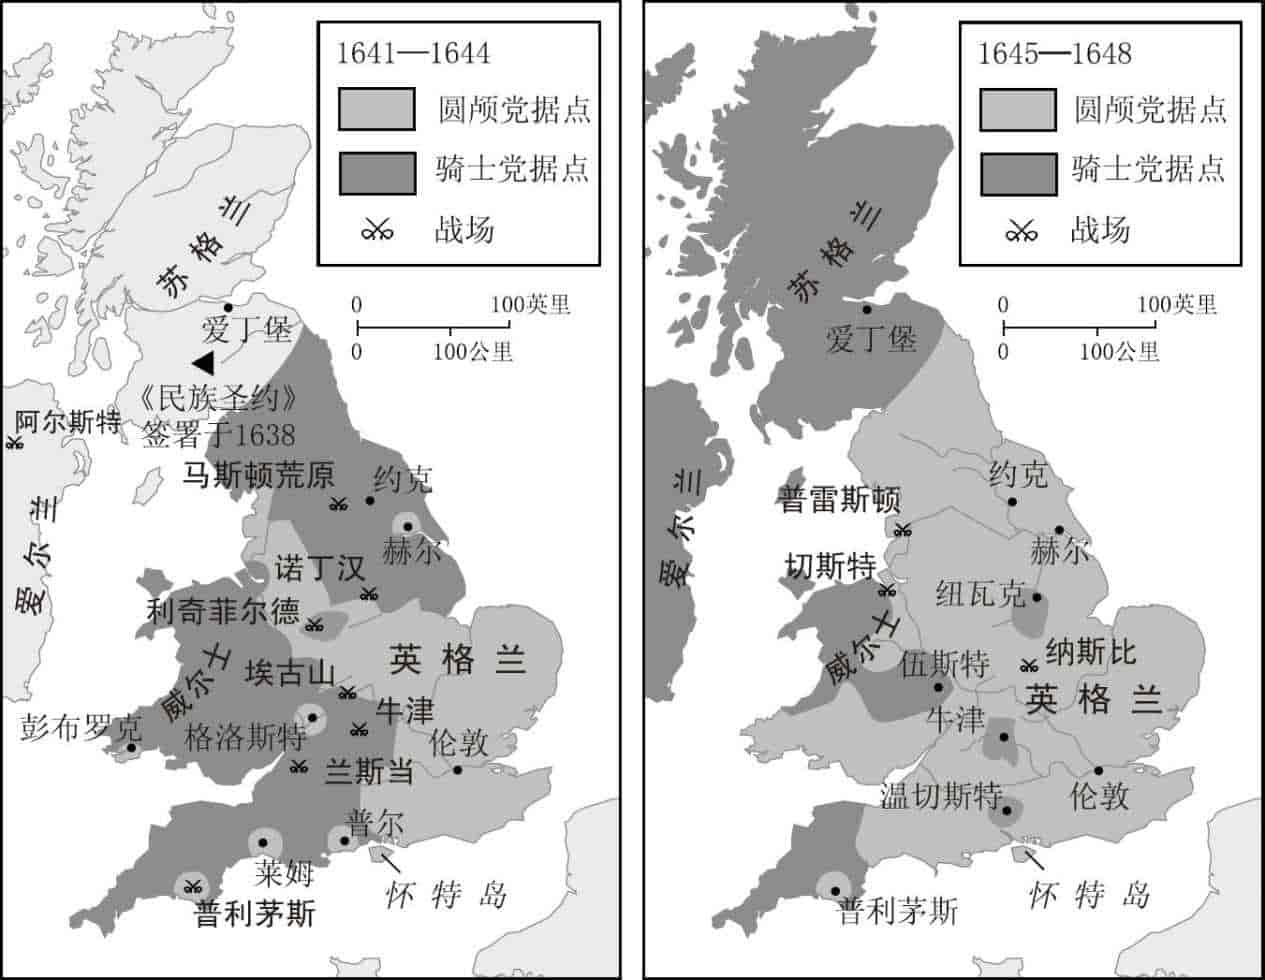 1641—1644
圆颅党据点
骑士党据点
战场
0 100英里
0 100公里
苏格兰
爱丁堡
《民族圣约》
签署于1638
阿尔斯特
爱尔兰
马斯顿荒原
约克
赫尔
诺丁汉
利奇菲尔德
英格兰
威尔士
埃古山
牛津
彭布罗克
格洛斯特
伦敦
兰斯当
普尔
莱姆
怀特岛
普利茅斯
1645—1648
圆颅党据点
骑士党据点
战场
0 100英里
0 100公里
苏格兰
爱丁堡
爱尔兰
约克
普雷斯顿
赫尔
切斯特
纽瓦克
威尔士
伍斯特
纳斯比
英格兰
牛津
温切斯特
伦敦
怀特岛
普利茅斯